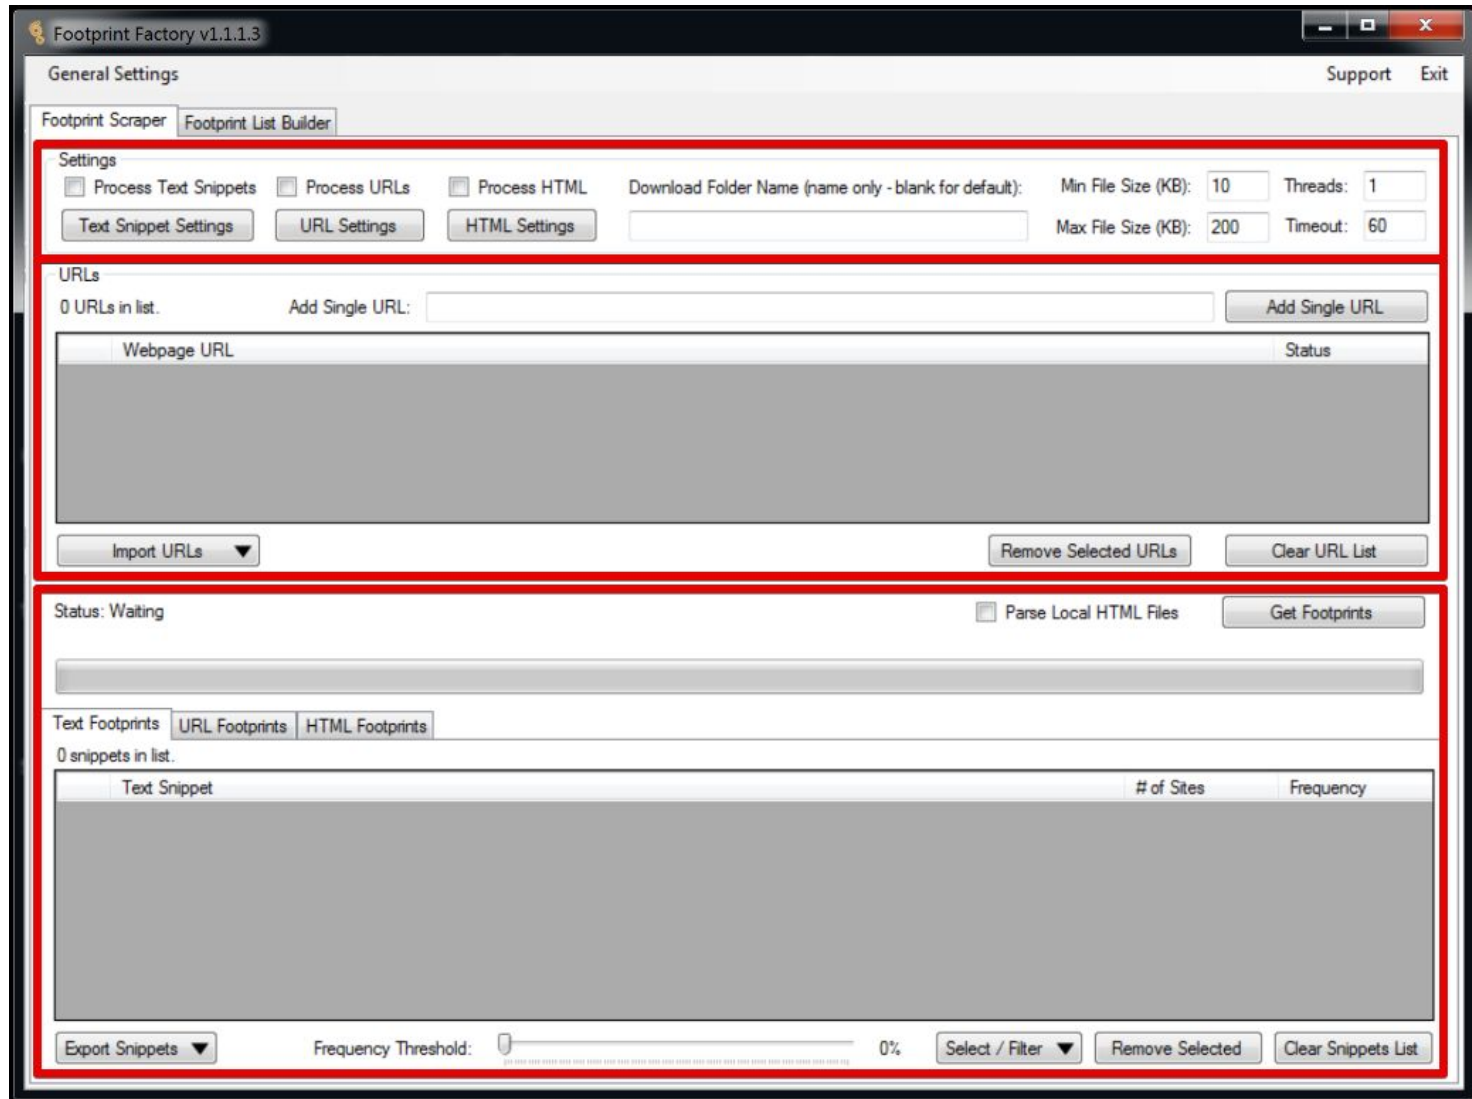 Footprint Factory v1.1.1.3
General Settings Support Exit
Footprint Scraper Footprint List Builder
Settings
Process Text Snippets Process URLs Process HTML Download Folder Name (name only - blank for default): Min File Size (KB): 10 Threads: 1
Text Snippet Settings URL Settings HTML Settings Max File Size (KB): 200 Timeout: 60
URLs
0 URLs in list. Add Single URL: Add Single URL
Webpage URL Status
Import URLs Remove Selected URLs Clear URL List
Status: Waiting Parse Local HTML Files Get Footprints
Text Footprints URL Footprints HTML Footprints
0 snippets in list.
Text Snippet # of Sites Frequency
Export Snippets Frequency Threshold: 0% Select / Filter Remove Selected Clear Snippets List